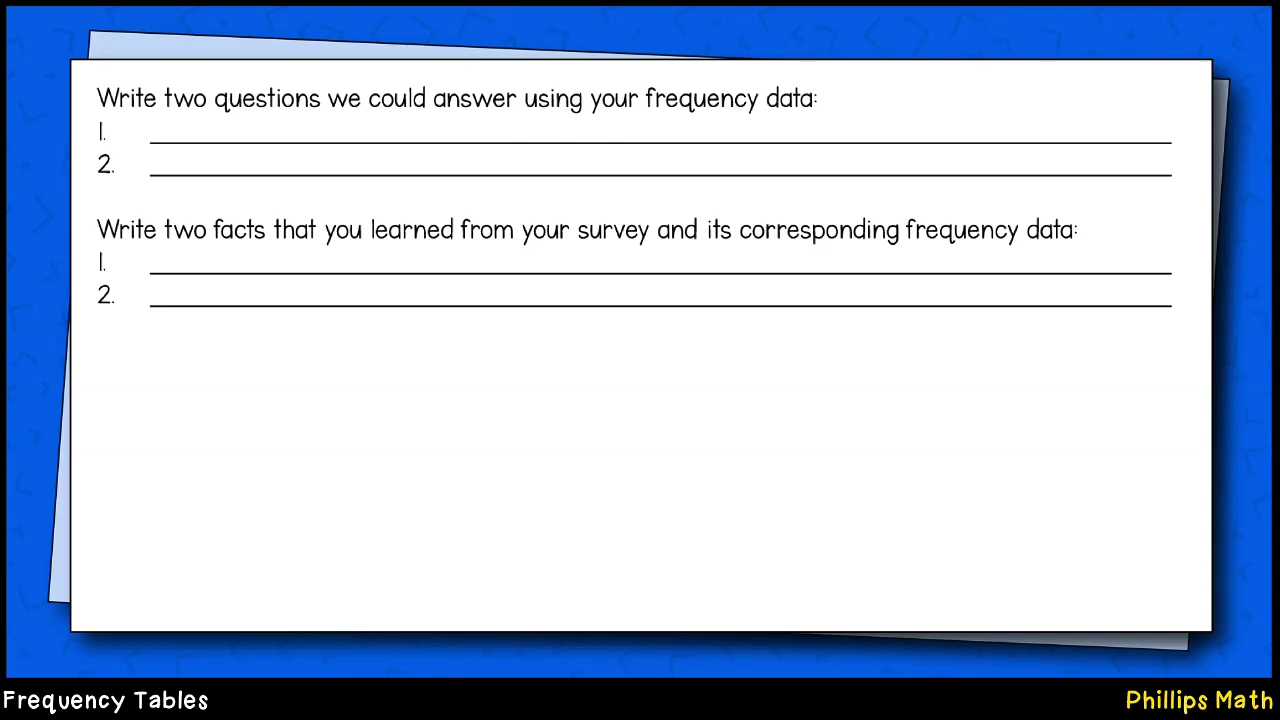 Write two questions we could answer using your frequency data:
1.
2.
Write two facts that you learned from your survey and its corresponding frequency data:
1.
2.
Frequency Tables
Phillips Math